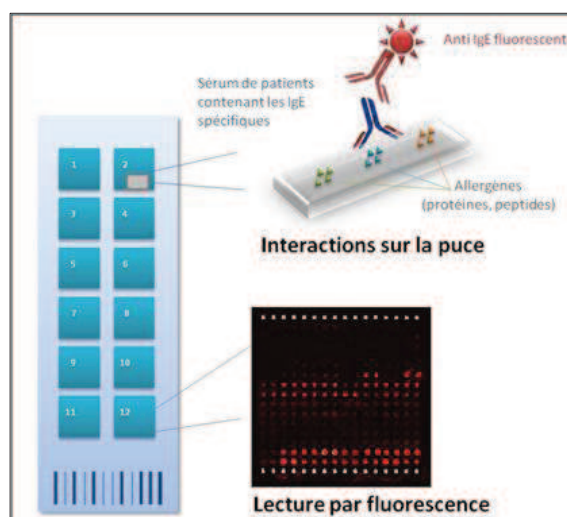 Anti IgE fluorescent
Sérum de patients
contenant les IgE
spécifiques
Allergènes
(protéines, peptides)
Interactions sur la puce
1 2
3 4
5 6
7 8
9 10
11 12
Lecture par fluorescence